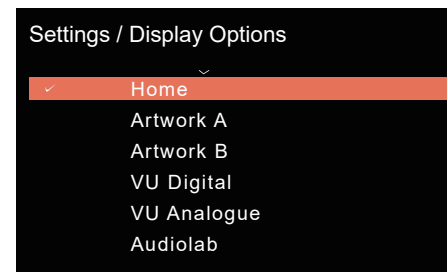 Settings / Display Options
Home
Artwork A
Artwork B
VU Digital
VU Analogue
Audiolab